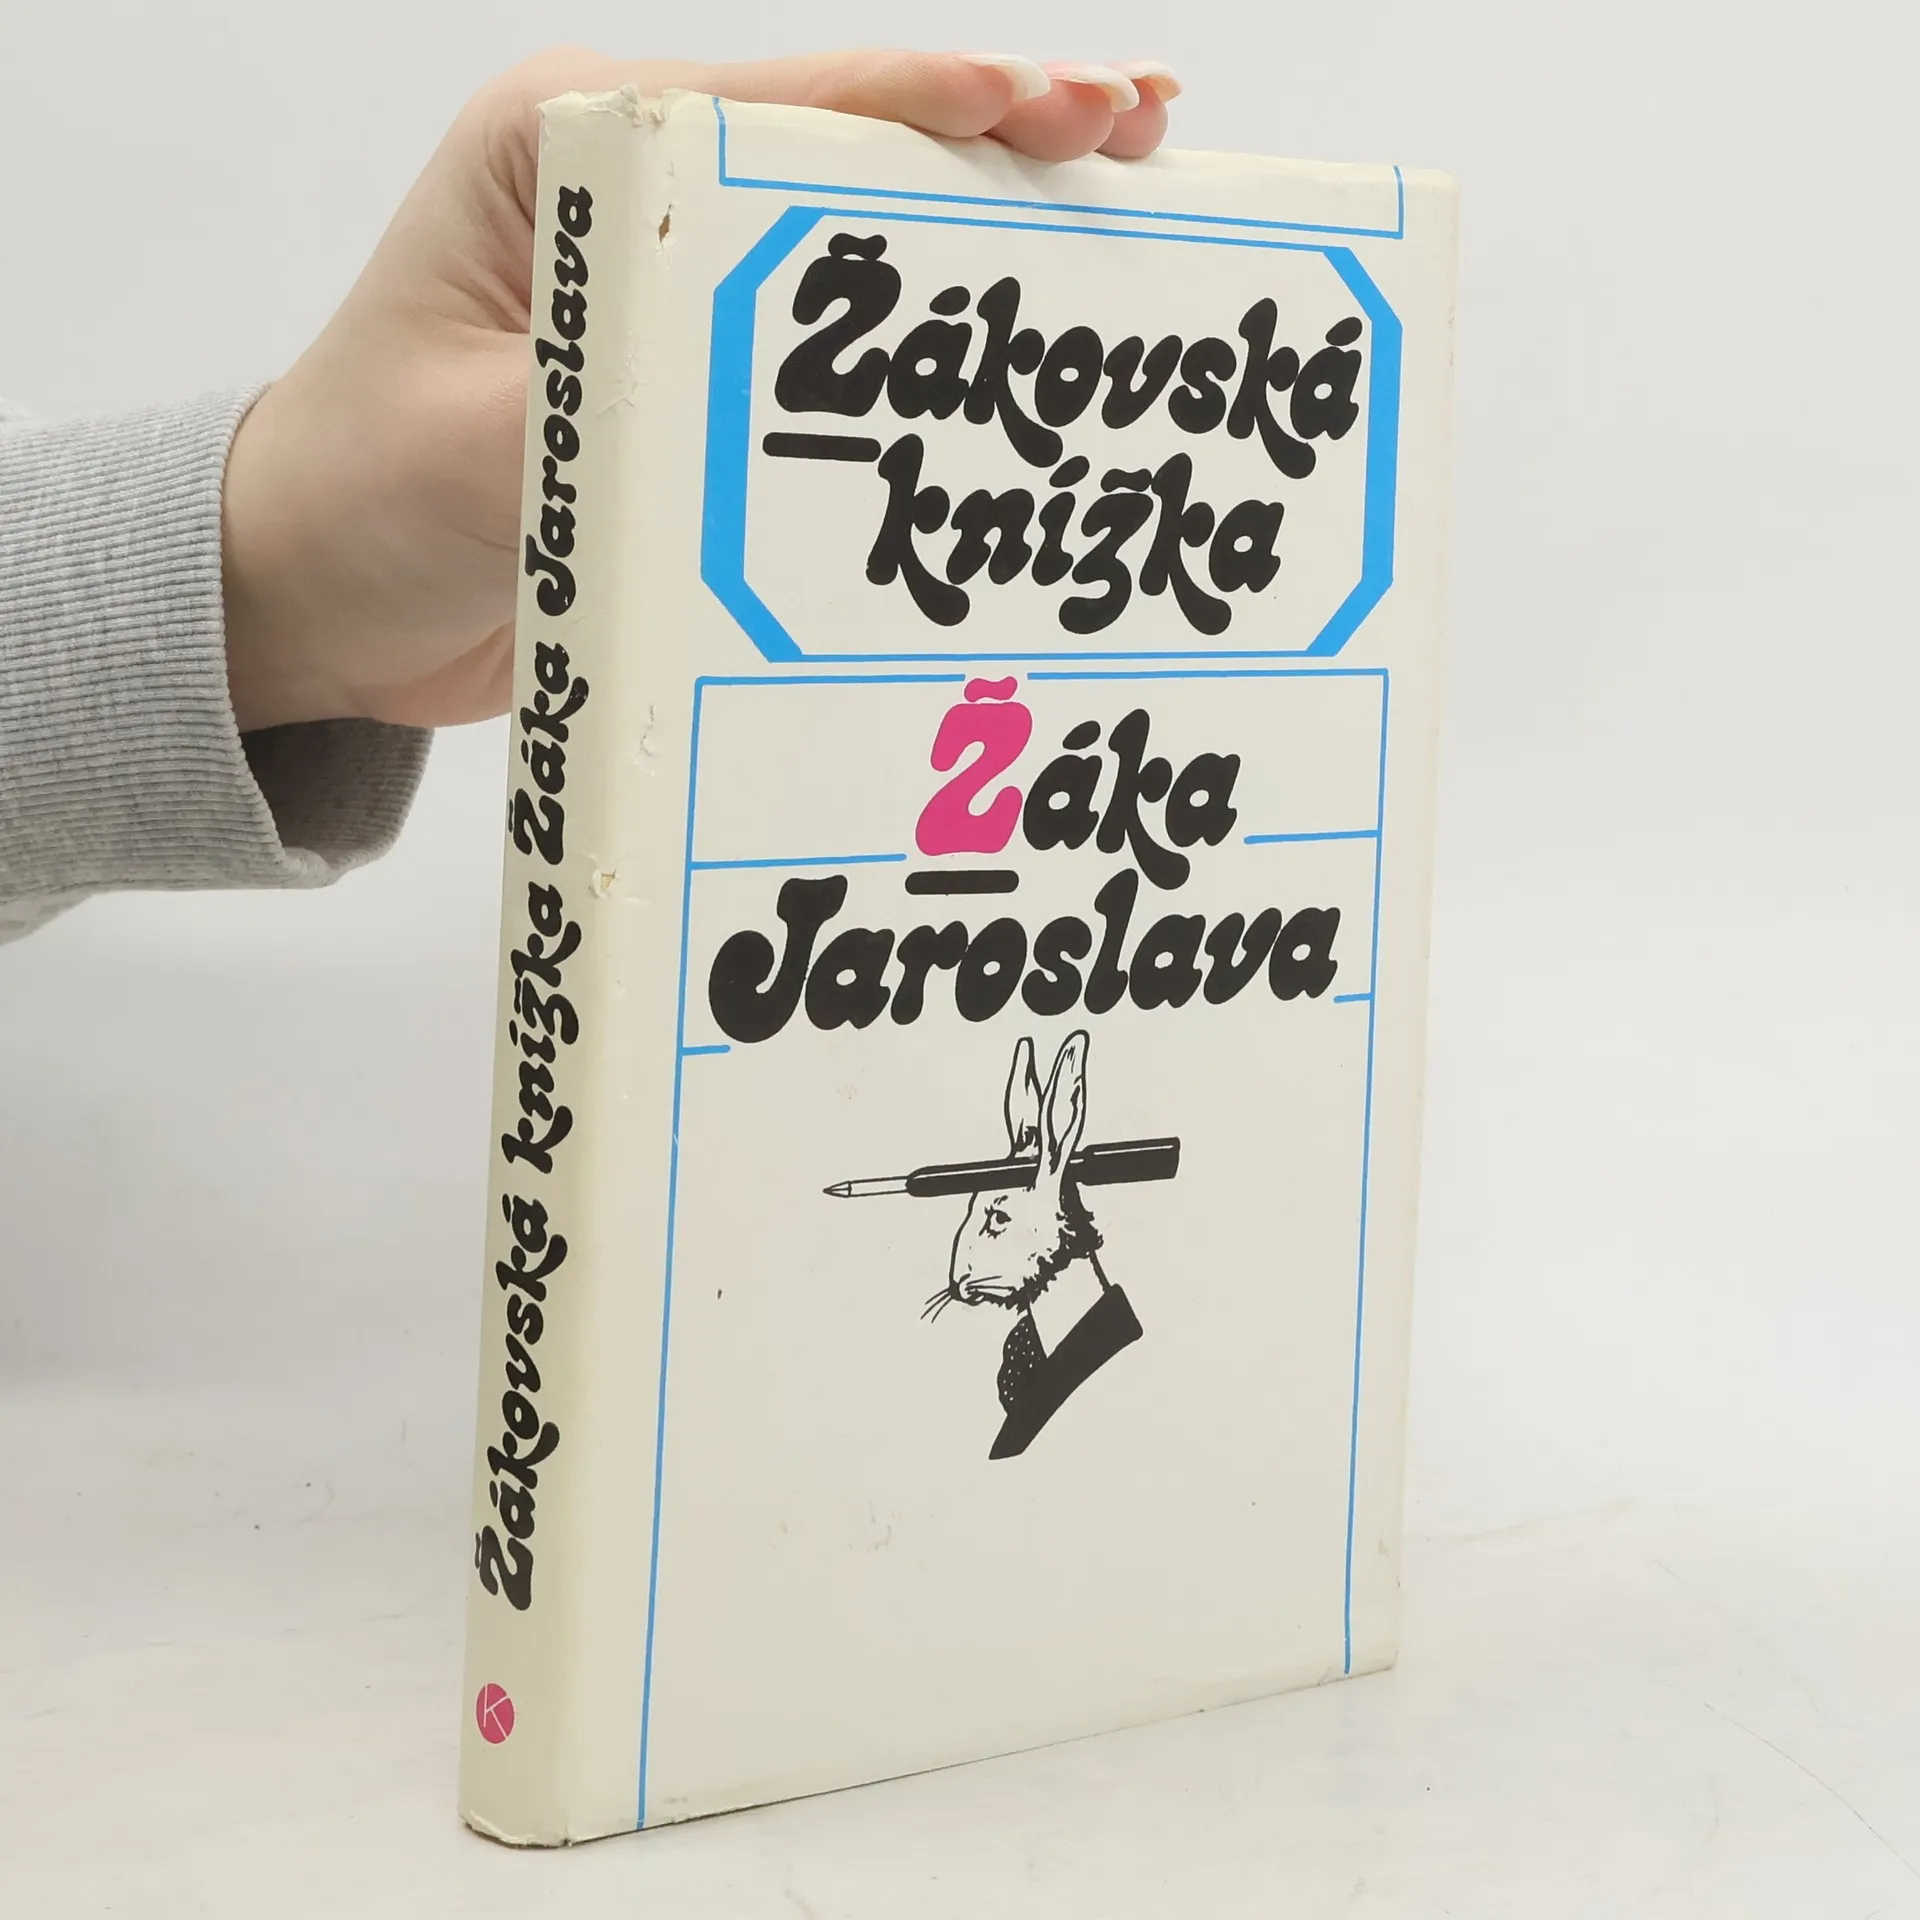 Žákovská knížka Žáka Jaroslava
K
Žákovská
knížka
Žáka
Jaroslava